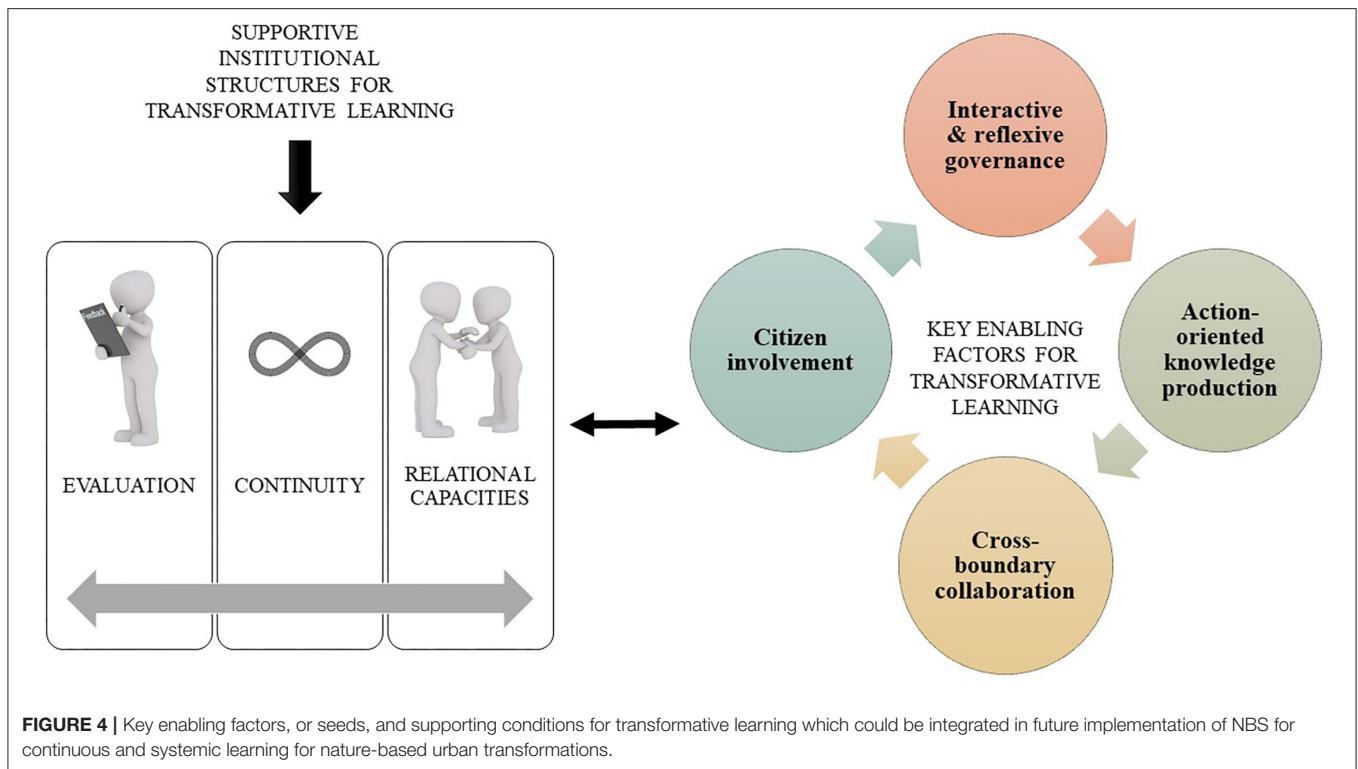 SUPPORTIVE
INSTITUTIONAL
STRUCTURES FOR
TRANSFORMATIVE LEARNING
Feedback
EVALUATION
CONTINUITY
RELATIONAL
CAPACITIES
Interactive
& reflexive
governance
Action-
oriented
knowledge
production
Cross-
boundary
collaboration
Citizen
involvement
KEY ENABLING
FACTORS FOR
TRANSFORMATIVE
LEARNING
FIGURE 4 | Key enabling factors, or seeds, and supporting conditions for transformative learning which could be integrated in future implementation of NBS for
continuous and systemic learning for nature-based urban transformations.